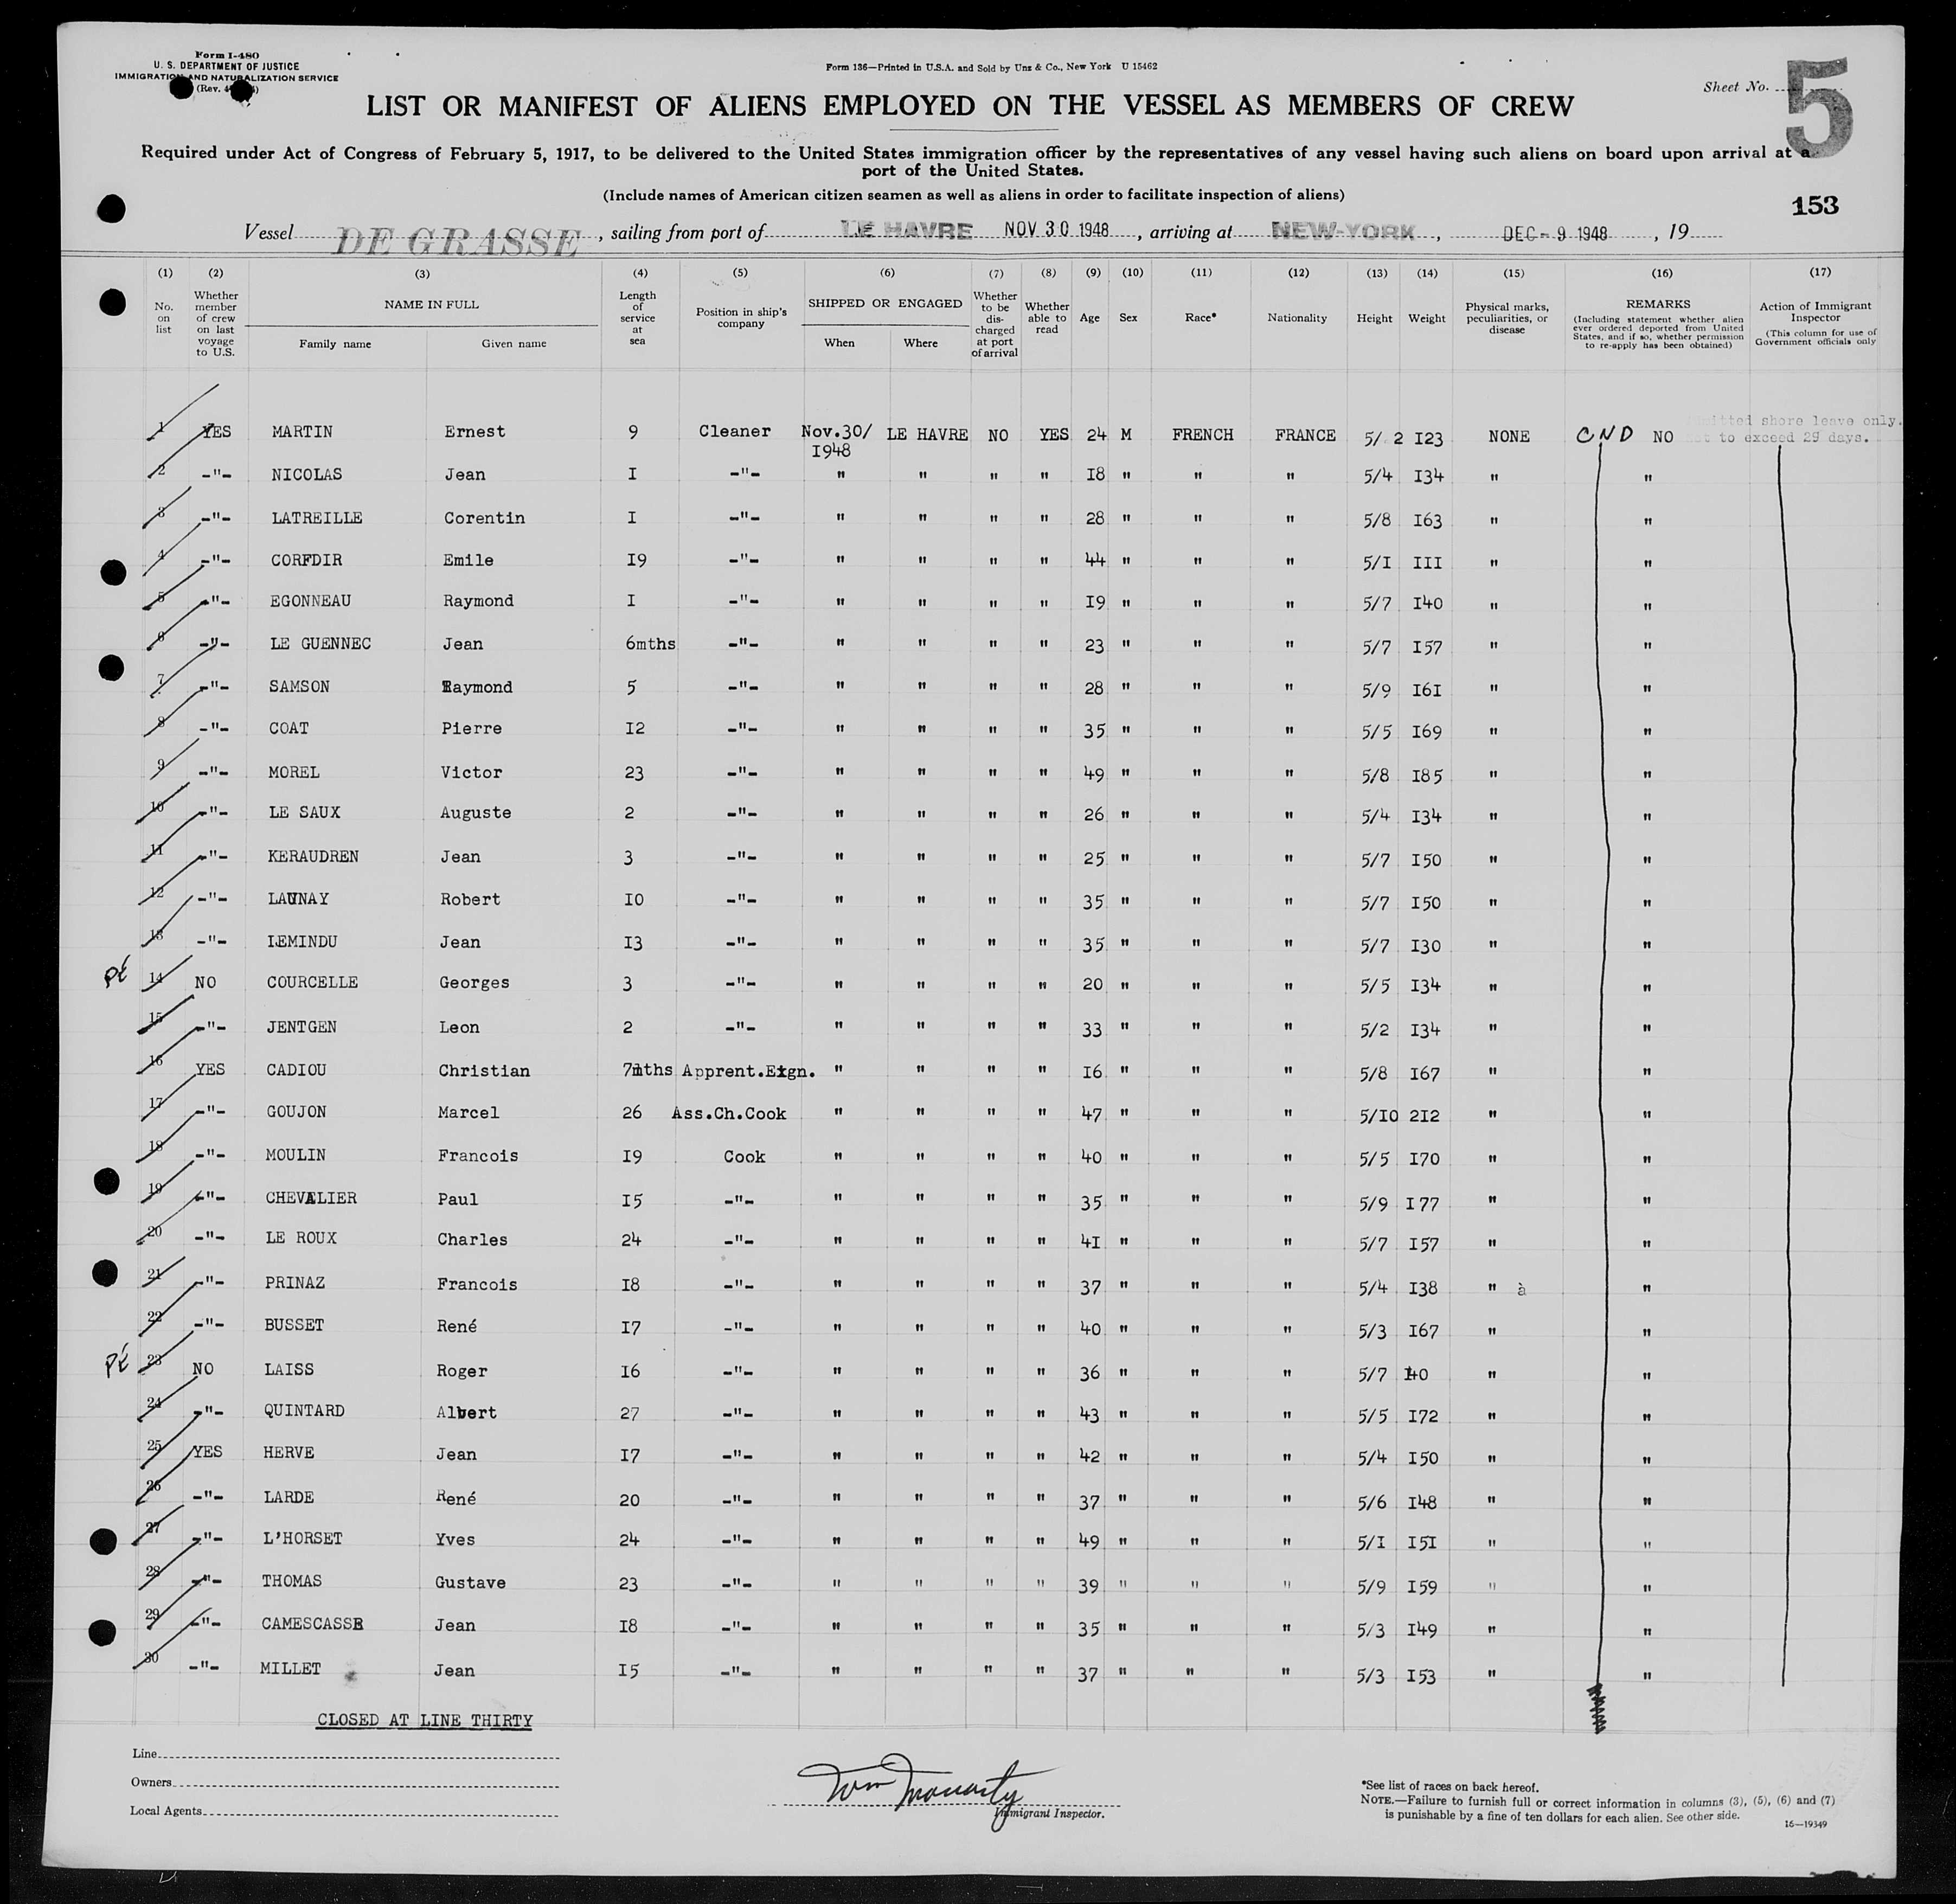 Form I-480
U. S. DEPARTMENT OF JUSTICE
IMMIGRATION AND NATURALIZATION SERVICE
(Rev.
Form 136—Printed in U.S.A. and Sold by Unz & Co., New York U 15462
Sheet No. 5
LIST OR MANIFEST OF ALIENS EMPLOYED ON THE VESSEL AS MEMBERS OF CREW
Required under Act of Congress of February 5, 1917, to be delivered to the United States immigration officer by the representatives of any vessel having such aliens on board upon arrival at a
port of the United States.
(Include names of American citizen seamen as well as aliens in order to facilitate inspection of aliens)
153
Vessel DE GRASSE, sailing from port of LE HAVRE NOV 30 1948, arriving at NEW-YORK, DEC - 9 1948, 19
(1) (2) (3) (4) (5) (6) (7) (8) (9) (10) (11) (12) (13) (14) (15) (16) (17)
No. on list
Whether member of crew on last voyage to U.S.
NAME IN FULL
Family name Given name
Length of service at sea
Position in ship's company
SHIPPED OR ENGAGED
When Where
Whether to be discharged at port of arrival
Whether able to read
Age
Sex
Race*
Nationality
Height
Weight
Physical marks, peculiarities, or disease
REMARKS
(Including statement whether alien ever ordered deported from United States, and if so, whether permission to re-apply has been obtained)
Action of Immigrant Inspector
(This column for use of Government officials only
shore leave only.
1 YES MARTIN Ernest 9 Cleaner Nov.30/ LE HAVRE NO YES 24 M FRENCH FRANCE 5/ 2 I23 NONE CND NO to exceed 29 days.
I948
2 -"- NICOLAS Jean I -"- " " " " I8 " " " 5/4 I34 " "
3 -"- LATREILLE Corentin I -"- " " " " 28 " " " 5/8 I63 " "
4 -"- CORFDIR Emile I9 -"- " " " " 44 " " " 5/I III " "
5 -"- EGONNEAU Raymond I -"- " " " " I9 " " " 5/7 I40 " "
6 -"- LE GUENNEC Jean 6mths -"- " " " " 23 " " " 5/7 I57 " "
7 -"- SAMSON Raymond 5 -"- " " " " 28 " " " 5/9 I6I " "
8 -"- COAT Pierre I2 -"- " " " " 35 " " " 5/5 I69 " "
9 -"- MOREL Victor 23 -"- " " " " 49 " " " 5/8 I85 " "
10 -"- LE SAUX Auguste 2 -"- " " " " 26 " " " 5/4 I34 " "
11 -"- KERAUDREN Jean 3 -"- " " " " 25 " " " 5/7 I50 " "
12 -"- LAUNAY Robert I0 -"- " " " " 35 " " " 5/7 I50 " "
13 -"- LEMINDU Jean I3 -"- " " " " 35 " " " 5/7 I30 " "
PÉ 14 NO COURCELLE Georges 3 -"- " " " " 20 " " " 5/5 I34 " "
15 -"- JENTGEN Leon 2 -"- " " " " 33 " " " 5/2 I34 " "
16 YES CADIOU Christian 7mths Apprent.Eign. " " " " I6 " " " 5/8 I67 " "
17 -"- GOUJON Marcel 26 Ass.Ch.Cook " " " " 47 " " " 5/I0 2I2 " "
18 -"- MOULIN Francois I9 Cook " " " " 40 " " " 5/5 I70 " "
19 -"- CHEVALIER Paul I5 -"- " " " " 35 " " " 5/9 I77 " "
20 -"- LE ROUX Charles 24 -"- " " " " 4I " " " 5/7 I57 " "
21 -"- PRINAZ Francois I8 -"- " " " " 37 " " " 5/4 I38 " à "
22 -"- BUSSET René I7 -"- " " " " 40 " " " 5/3 I67 " "
PÉ 23 NO LAISS Roger I6 -"- " " " " 36 " " " 5/7 I40 " "
24 -"- QUINTARD Albert 27 -"- " " " " 43 " " " 5/5 I72 " "
25 YES HERVE Jean I7 -"- " " " " 42 " " " 5/4 I50 " "
26 -"- LARDE René 20 -"- " " " " 37 " " " 5/6 I48 " "
27 -"- L'HORSET Yves 24 -"- " " " " 49 " " " 5/I I5I " "
28 -"- THOMAS Gustave 23 -"- " " " " 39 " " " 5/9 I59 " "
29 -"- CAMESCASSE Jean I8 -"- " " " " 35 " " " 5/3 I49 " "
30 -"- MILLET Jean I5 -"- " " " " 37 " " " 5/3 I53 " "
CLOSED AT LINE THIRTY
Line
Owners
Local Agents
Wm Moriarty
Immigrant Inspector.
*See list of races on back hereof.
NOTE.—Failure to furnish full or correct information in columns (3), (5), (6) and (7)
is punishable by a fine of ten dollars for each alien. See other side.
16—19349